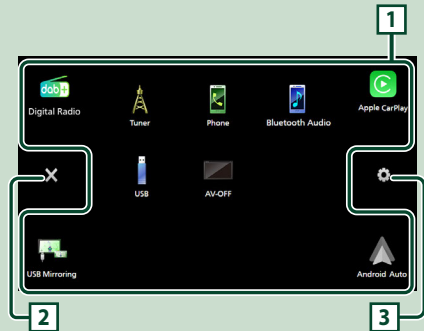 1
dab+
Digital Radio
Tuner
Phone
Bluetooth Audio
Apple CarPlay
USB
AV-OFF
USB Mirroring
Android Auto
2
3